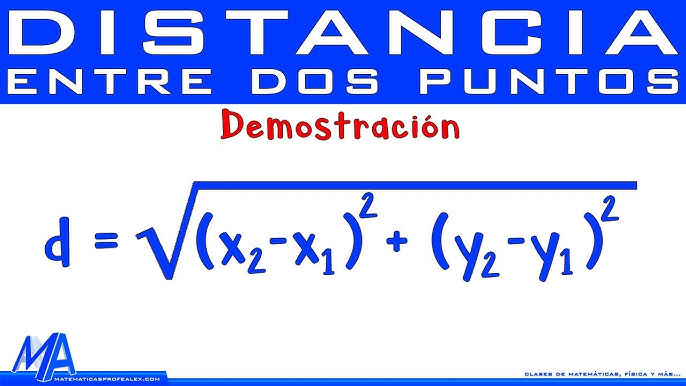 DISTANCIA
ENTRE DOS PUNTOS
Demostración
d = √(x₂-x₁)² + (y₂-y₁)²
MA
MATEMATICASPROFEALEX.COM
CLASES DE MATEMÁTICAS, FÍSICA Y MÁS...